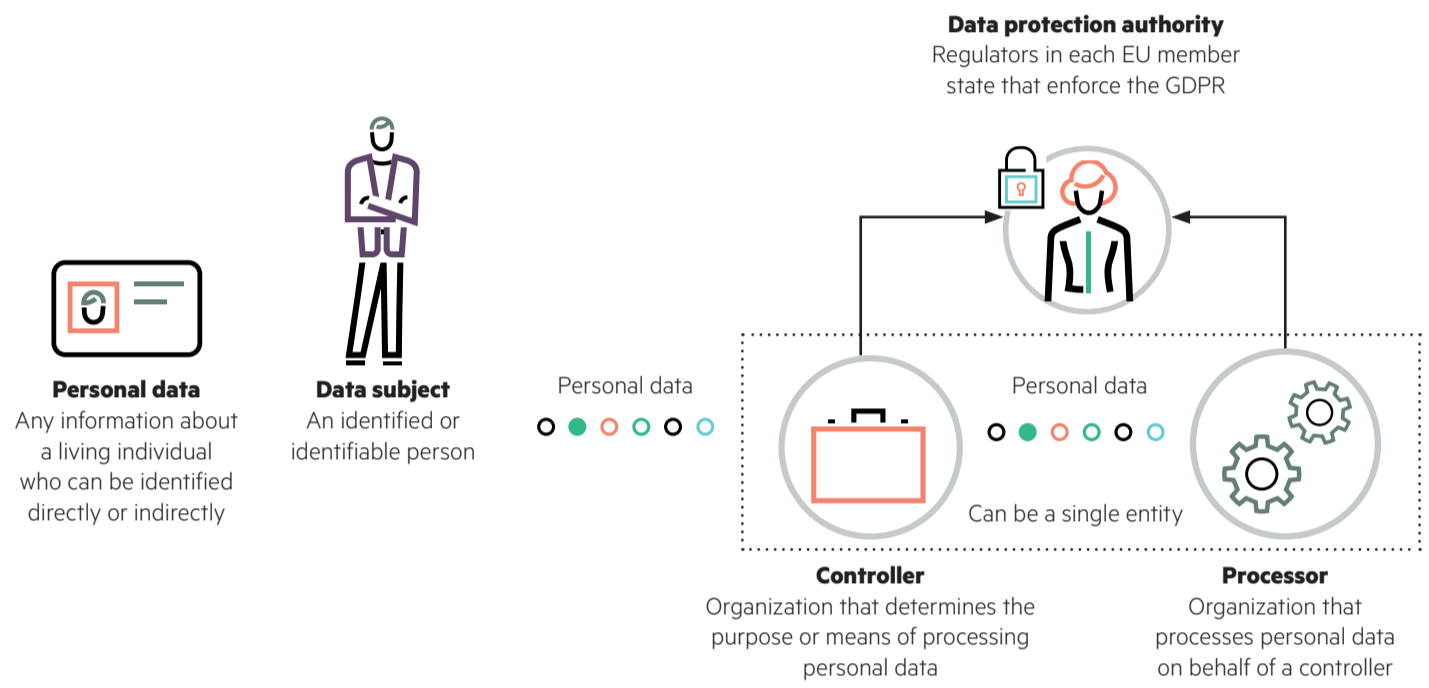 Data protection authority
Regulators in each EU member
state that enforce the GDPR
Personal data
Any information about
a living individual
who can be identified
directly or indirectly
Data subject
An identified or
identifiable person
Personal data
Personal data
Can be a single entity
Controller
Organization that determines the
purpose or means of processing
personal data
Processor
Organization that
processes personal data
on behalf of a controller